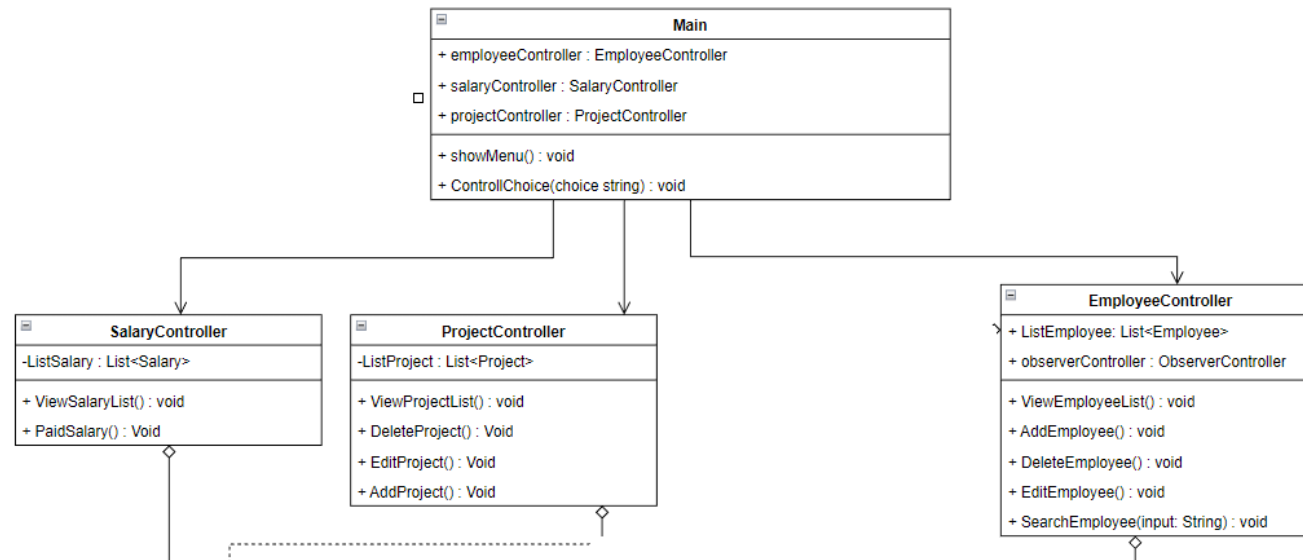 Main
+ employeeController : EmployeeController
+ salaryController : SalaryController
+ projectController : ProjectController
+ showMenu() : void
+ ControllChoice(choice string) : void
SalaryController
-ListSalary : List<Salary>
+ ViewSalaryList() : void
+ PaidSalary() : Void
ProjectController
-ListProject : List<Project>
+ ViewProjectList() : void
+ DeleteProject() : Void
+ EditProject() : Void
+ AddProject() : Void
EmployeeController
+ ListEmployee: List<Employee>
+ observerController : ObserverController
+ ViewEmployeeList() : void
+ AddEmployee() : void
+ DeleteEmployee() : void
+ EditEmployee() : void
+ SearchEmployee(input: String) : void